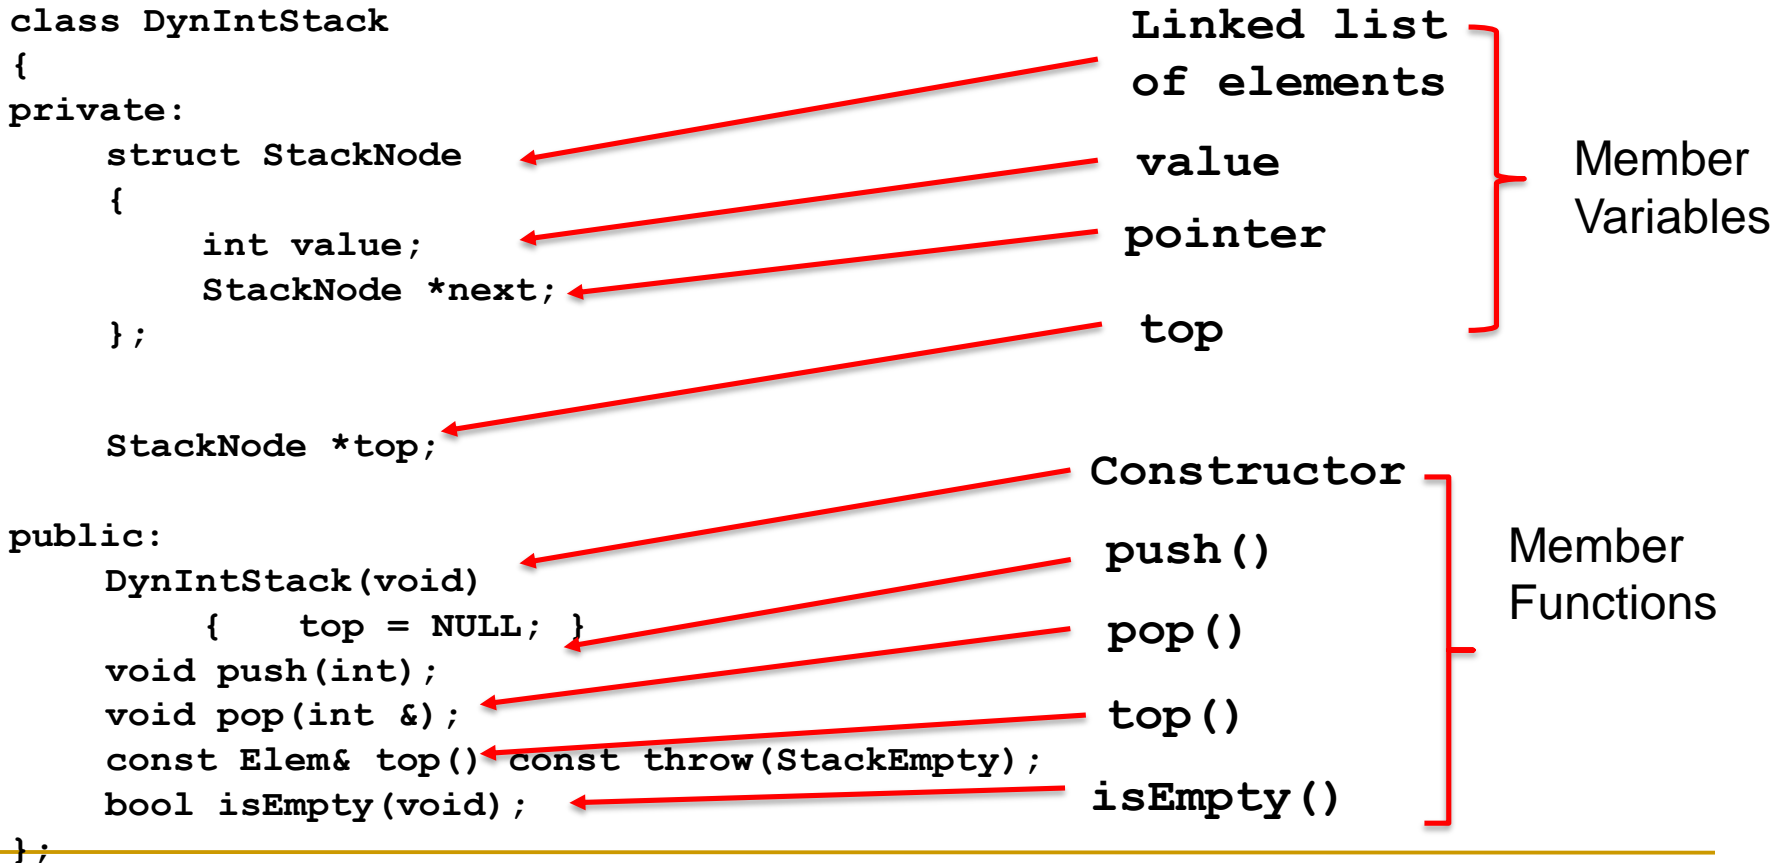 class DynIntStack
{
private:
struct StackNode
{
int value;
StackNode *next;
};
StackNode *top;
public:
DynIntStack(void)
{ top = NULL; }
void push(int);
void pop(int &);
const Elem& top() const throw(StackEmpty);
bool isEmpty(void);
};
Linked list
of elements
value
pointer
top
Member
Variables
Constructor
push()
pop()
top()
isEmpty()
Member
Functions